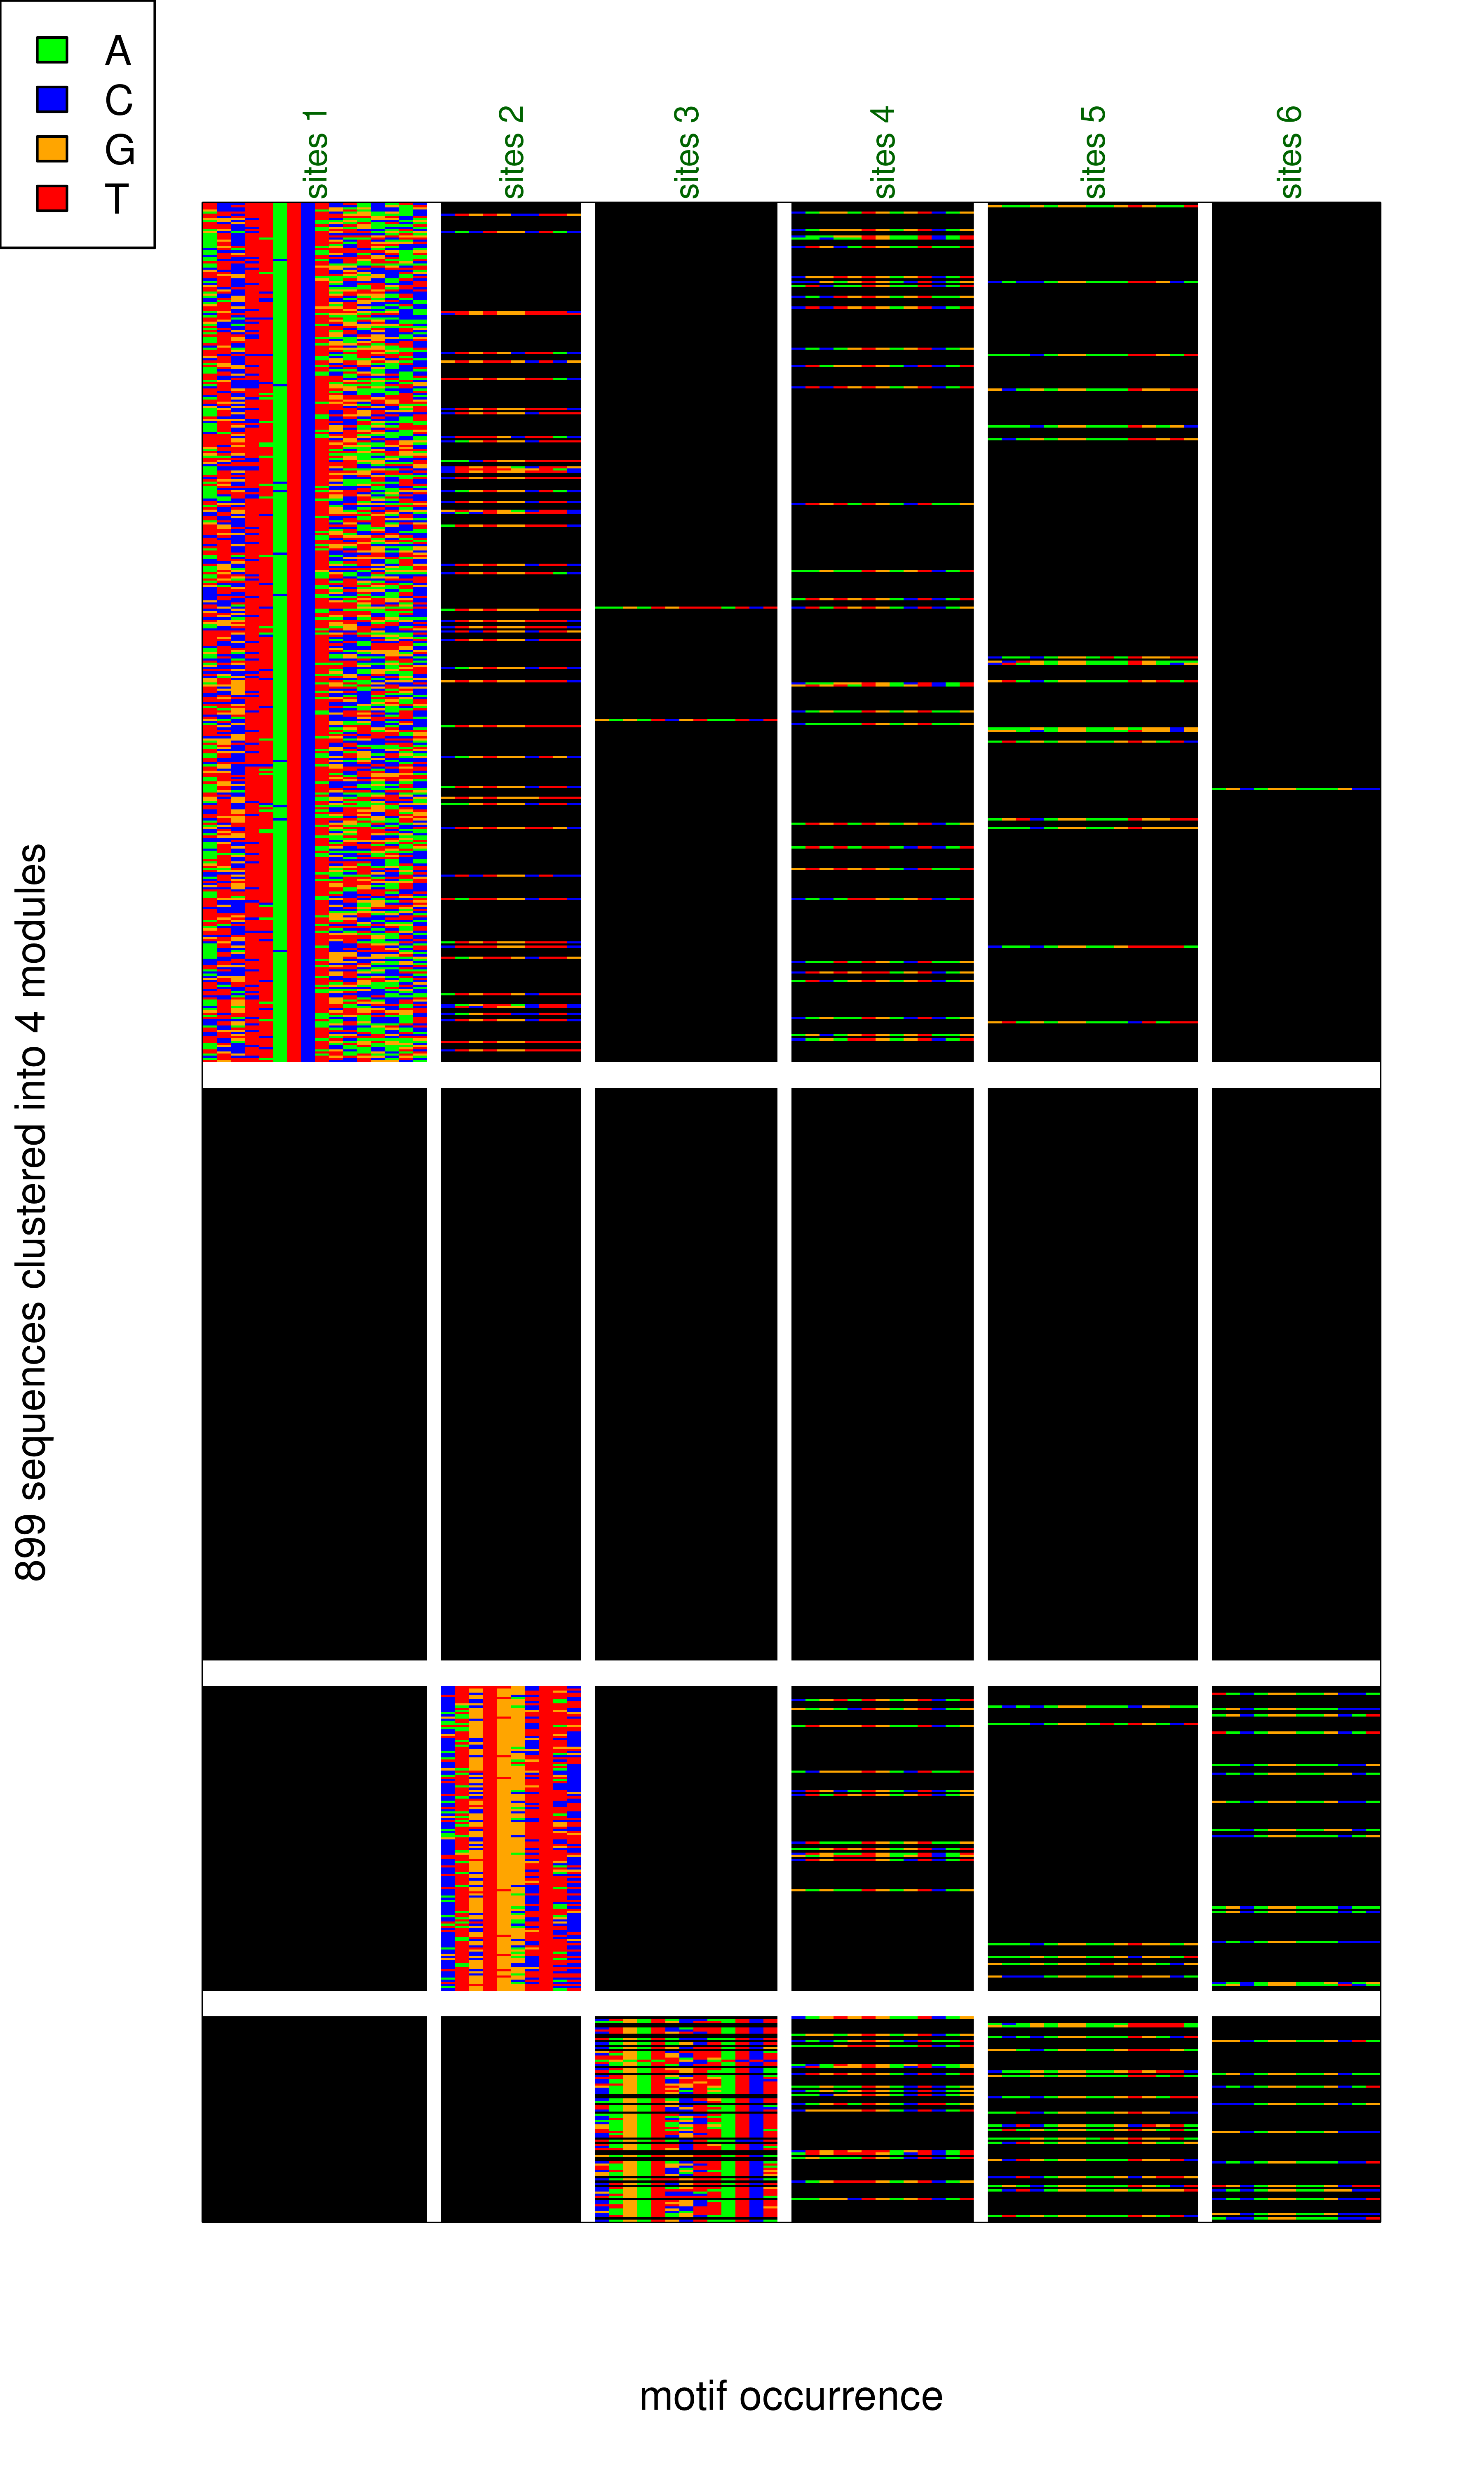 A
C
G
T
sites 1
sites 2
sites 3
sites 4
sites 5
sites 6
899 sequences clustered into 4 modules
motif occurrence